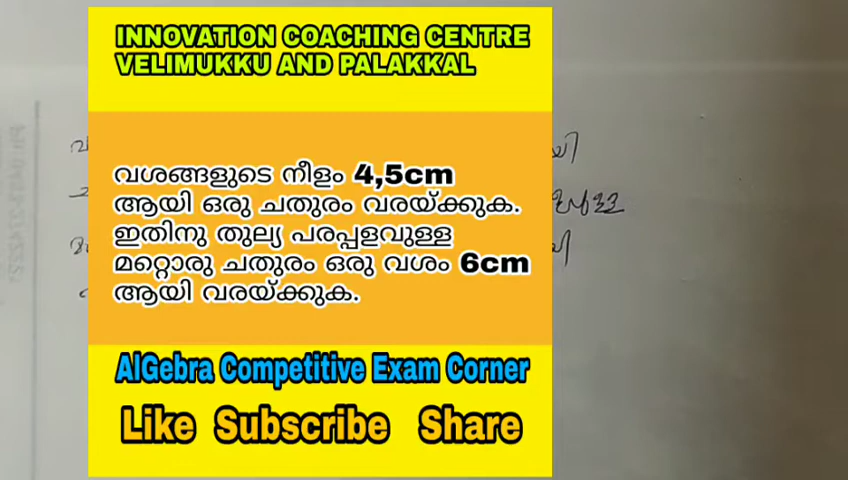 INNOVATION COACHING CENTRE
VELIMUKKU AND PALAKKAL
വശങ്ങളുടെ നീളം 4,5cm
ആയി ഒരു ചതുരം വരയ്ക്കുക.
ഇതിനു തുല്യ പരപ്പളവുള്ള
മറ്റൊരു ചതുരം ഒരു വശം 6cm
ആയി വരയ്ക്കുക.
AlGebra Competitive Exam Corner
Like Subscribe Share